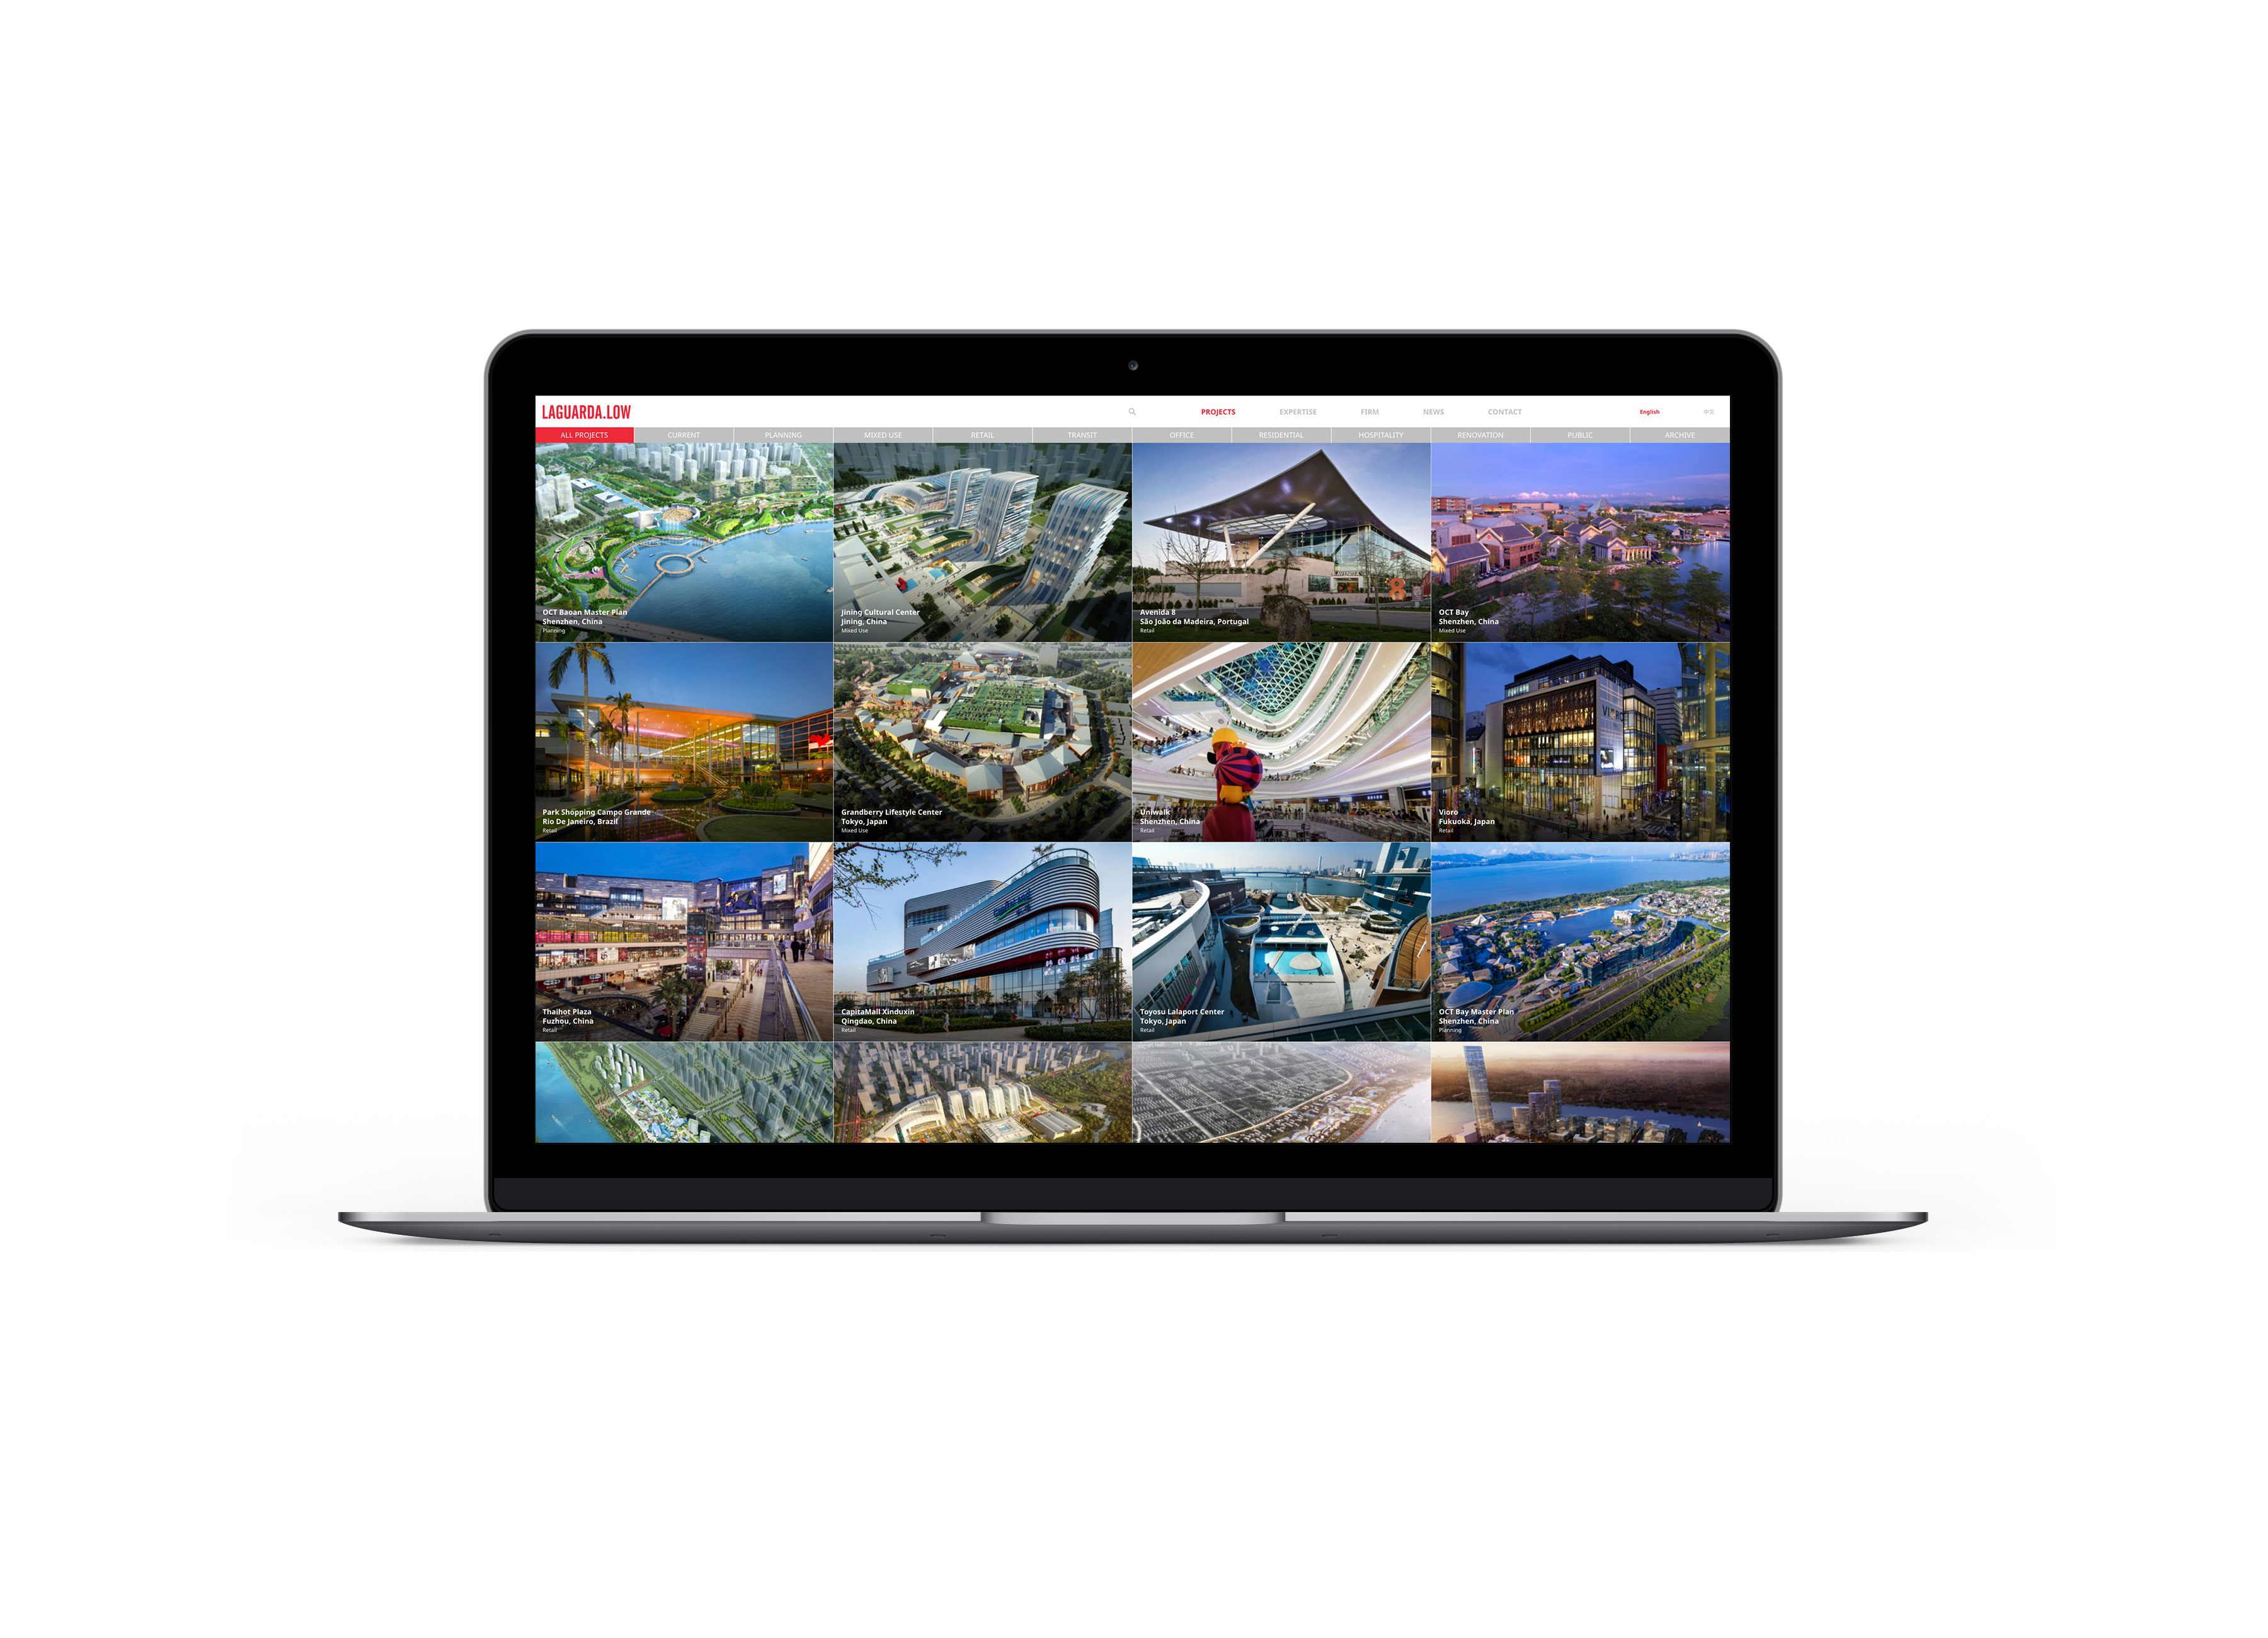 LAGUARDA.LOW
PROJECTS
EXPERTISE
FIRM
NEWS
CONTACT
English
中文
ALL PROJECTS
CURRENT
PLANNING
MIXED USE
RETAIL
TRANSIT
OFFICE
RESIDENTIAL
HOSPITALITY
RENOVATION
PUBLIC
ARCHIVE
OCT Baoan Master Plan
Shenzhen, China
Planning
Jining Cultural Center
Jining, China
Mixed Use
Avenida 8
São João da Madeira, Portugal
Retail
OCT Bay
Shenzhen, China
Mixed Use
Park Shopping Campo Grande
Rio De Janeiro, Brazil
Retail
Grandberry Lifestyle Center
Tokyo, Japan
Mixed Use
Uniwalk
Shenzhen, China
Retail
Vioro
Fukuoka, Japan
Retail
Thaihot Plaza
Fuzhou, China
Retail
CapitaMall Xinduxin
Qingdao, China
Retail
Toyosu Lalaport Center
Tokyo, Japan
Retail
OCT Bay Master Plan
Shenzhen, China
Planning